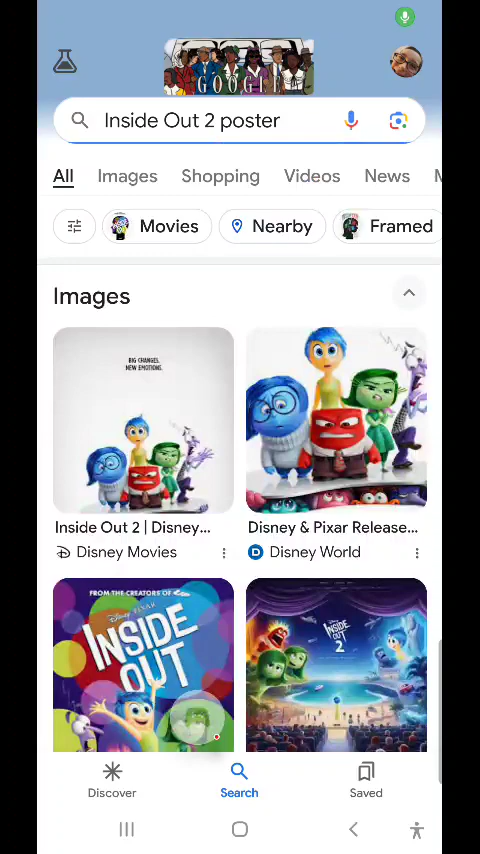 GOOGLE
Inside Out 2 poster
All Images Shopping Videos News M
Movies Nearby Framed
Images
BIG CHANGES.
NEW EMOTIONS.
Inside Out 2 | Disney...
Disney Movies
Disney & Pixar Release...
Disney World
FROM THE CREATORS OF
DISNEY PIXAR
INSIDE
OUT
INSIDE
OUT
2
Discover Search Saved